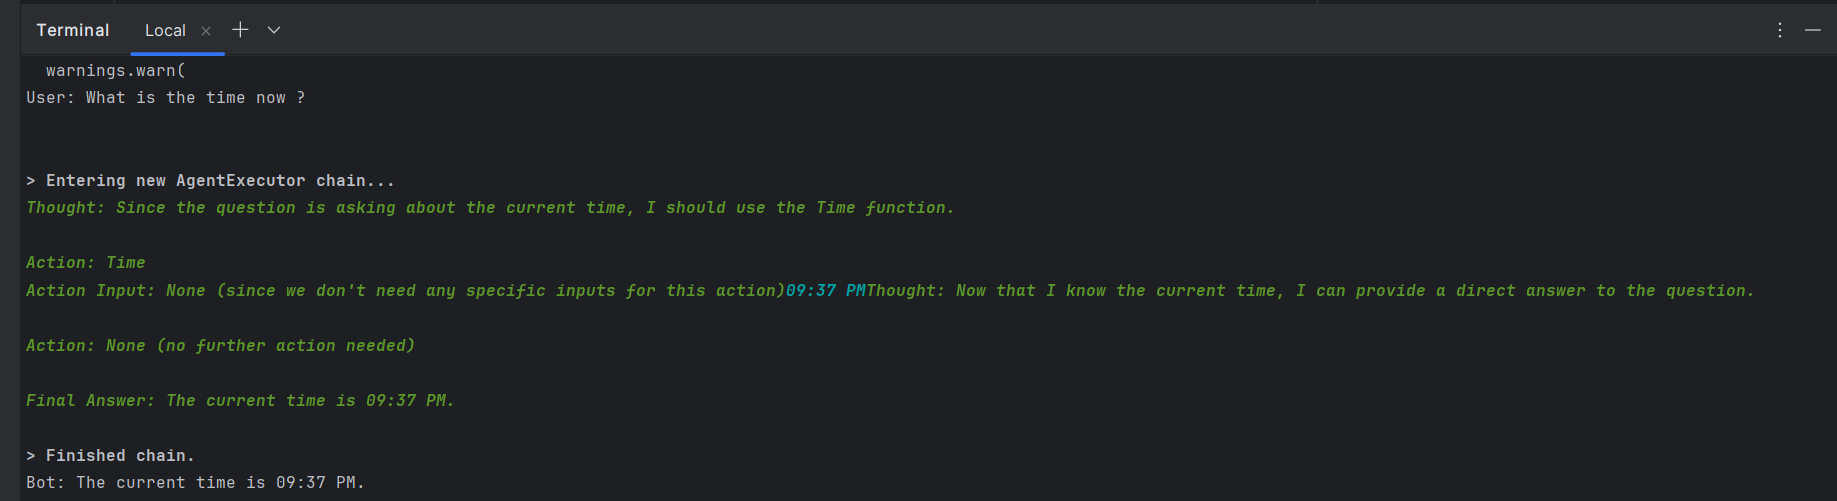 Terminal Local
warnings.warn(
User: What is the time now ?
> Entering new AgentExecutor chain...
Thought: Since the question is asking about the current time, I should use the Time function.
Action: Time
Action Input: None (since we don't need any specific inputs for this action)09:37 PMThought: Now that I know the current time, I can provide a direct answer to the question.
Action: None (no further action needed)
Final Answer: The current time is 09:37 PM.
> Finished chain.
Bot: The current time is 09:37 PM.